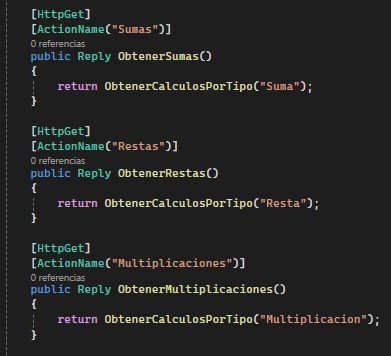 [HttpGet]
[ActionName("Sumas")]
0 referencias
public Reply ObtenerSumas()
{
return ObtenerCalculosPorTipo("Suma");
}
[HttpGet]
[ActionName("Restas")]
0 referencias
public Reply ObtenerRestas()
{
return ObtenerCalculosPorTipo("Resta");
}
[HttpGet]
[ActionName("Multiplicaciones")]
0 referencias
public Reply ObtenerMultiplicaciones()
{
return ObtenerCalculosPorTipo("Multiplicacion");
}